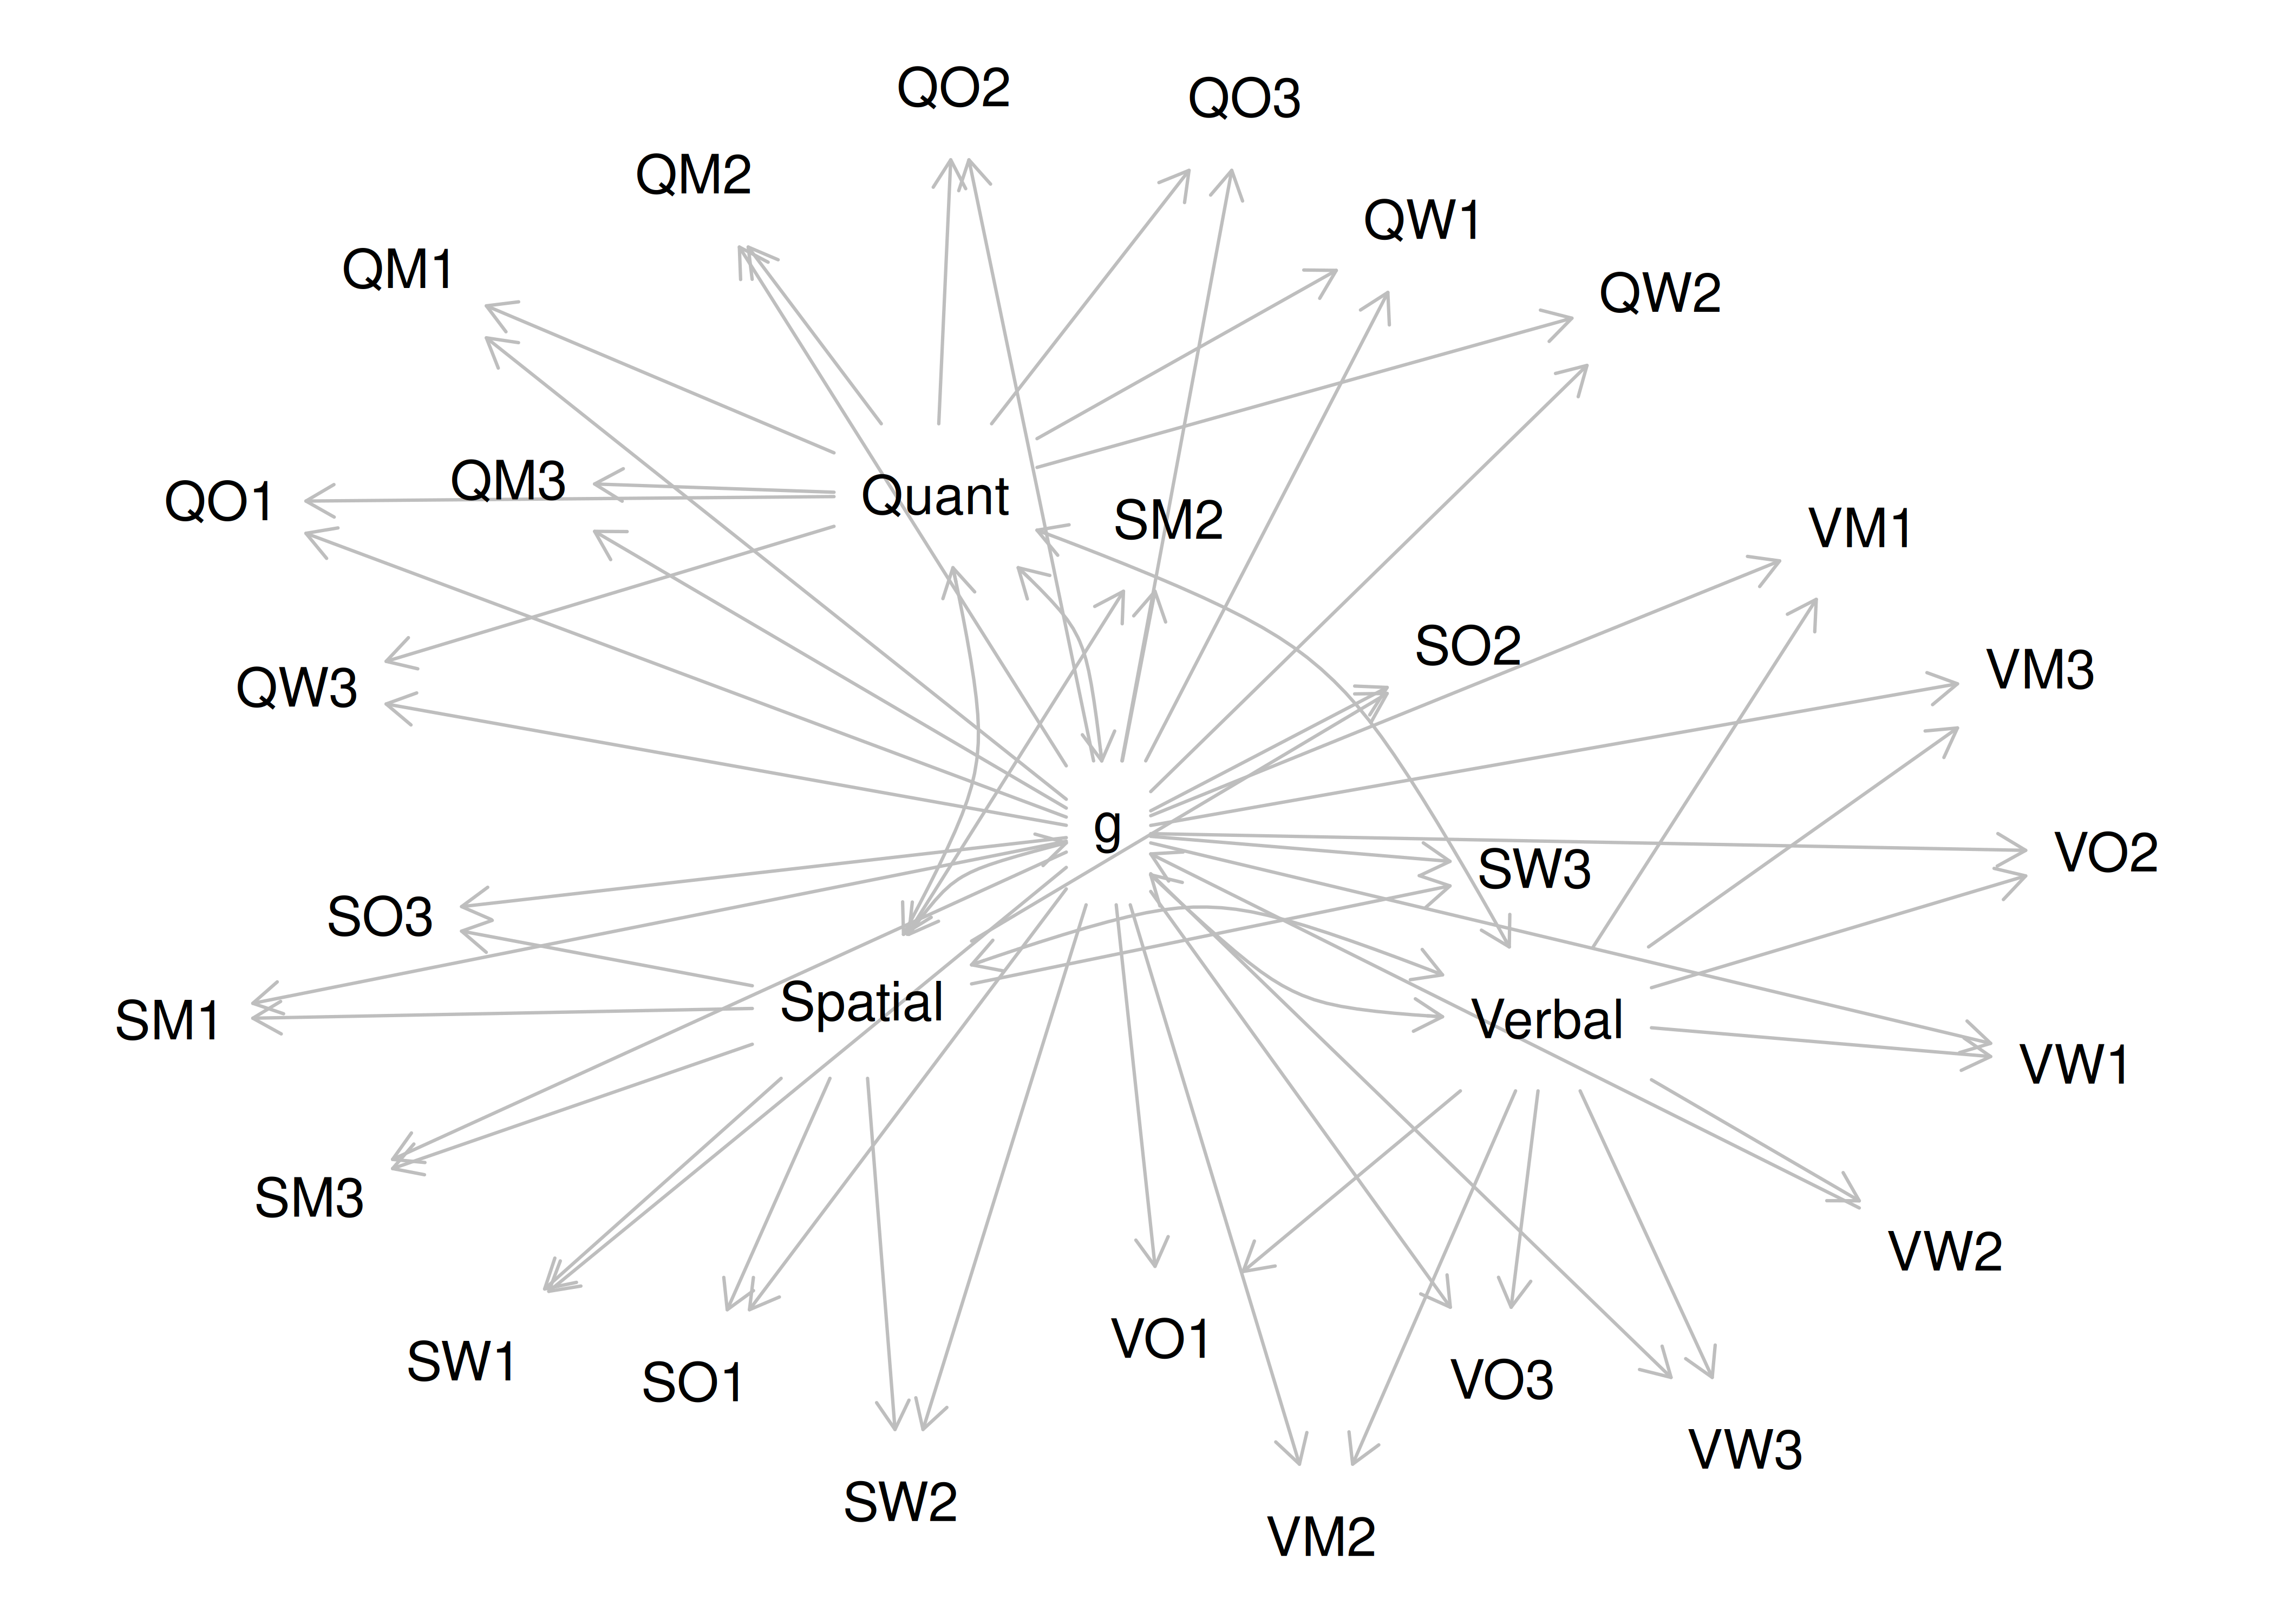 QO2
QO3
QM2
QW1
QM1
QW2
QM3
QO1
Quant
SM2
VM1
SO2
VM3
QW3
g
VO2
SW3
SO3
Spatial
SM1
Verbal
VW1
SM3
VW2
VO1
SW1
SO1
VO3
VW3
SW2
VM2